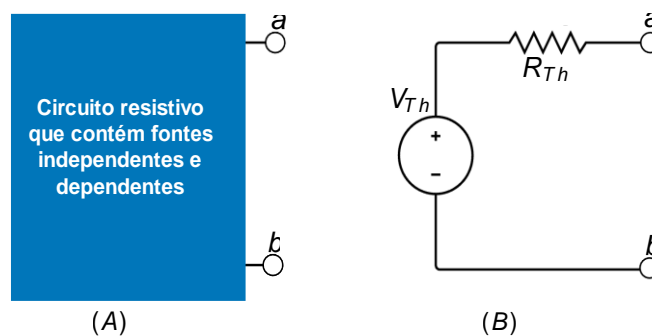 a
Circuito resistivo
que contém fontes
independentes e
dependentes
b
(A)
a
R_Th
V_Th
+
−
b
(B)